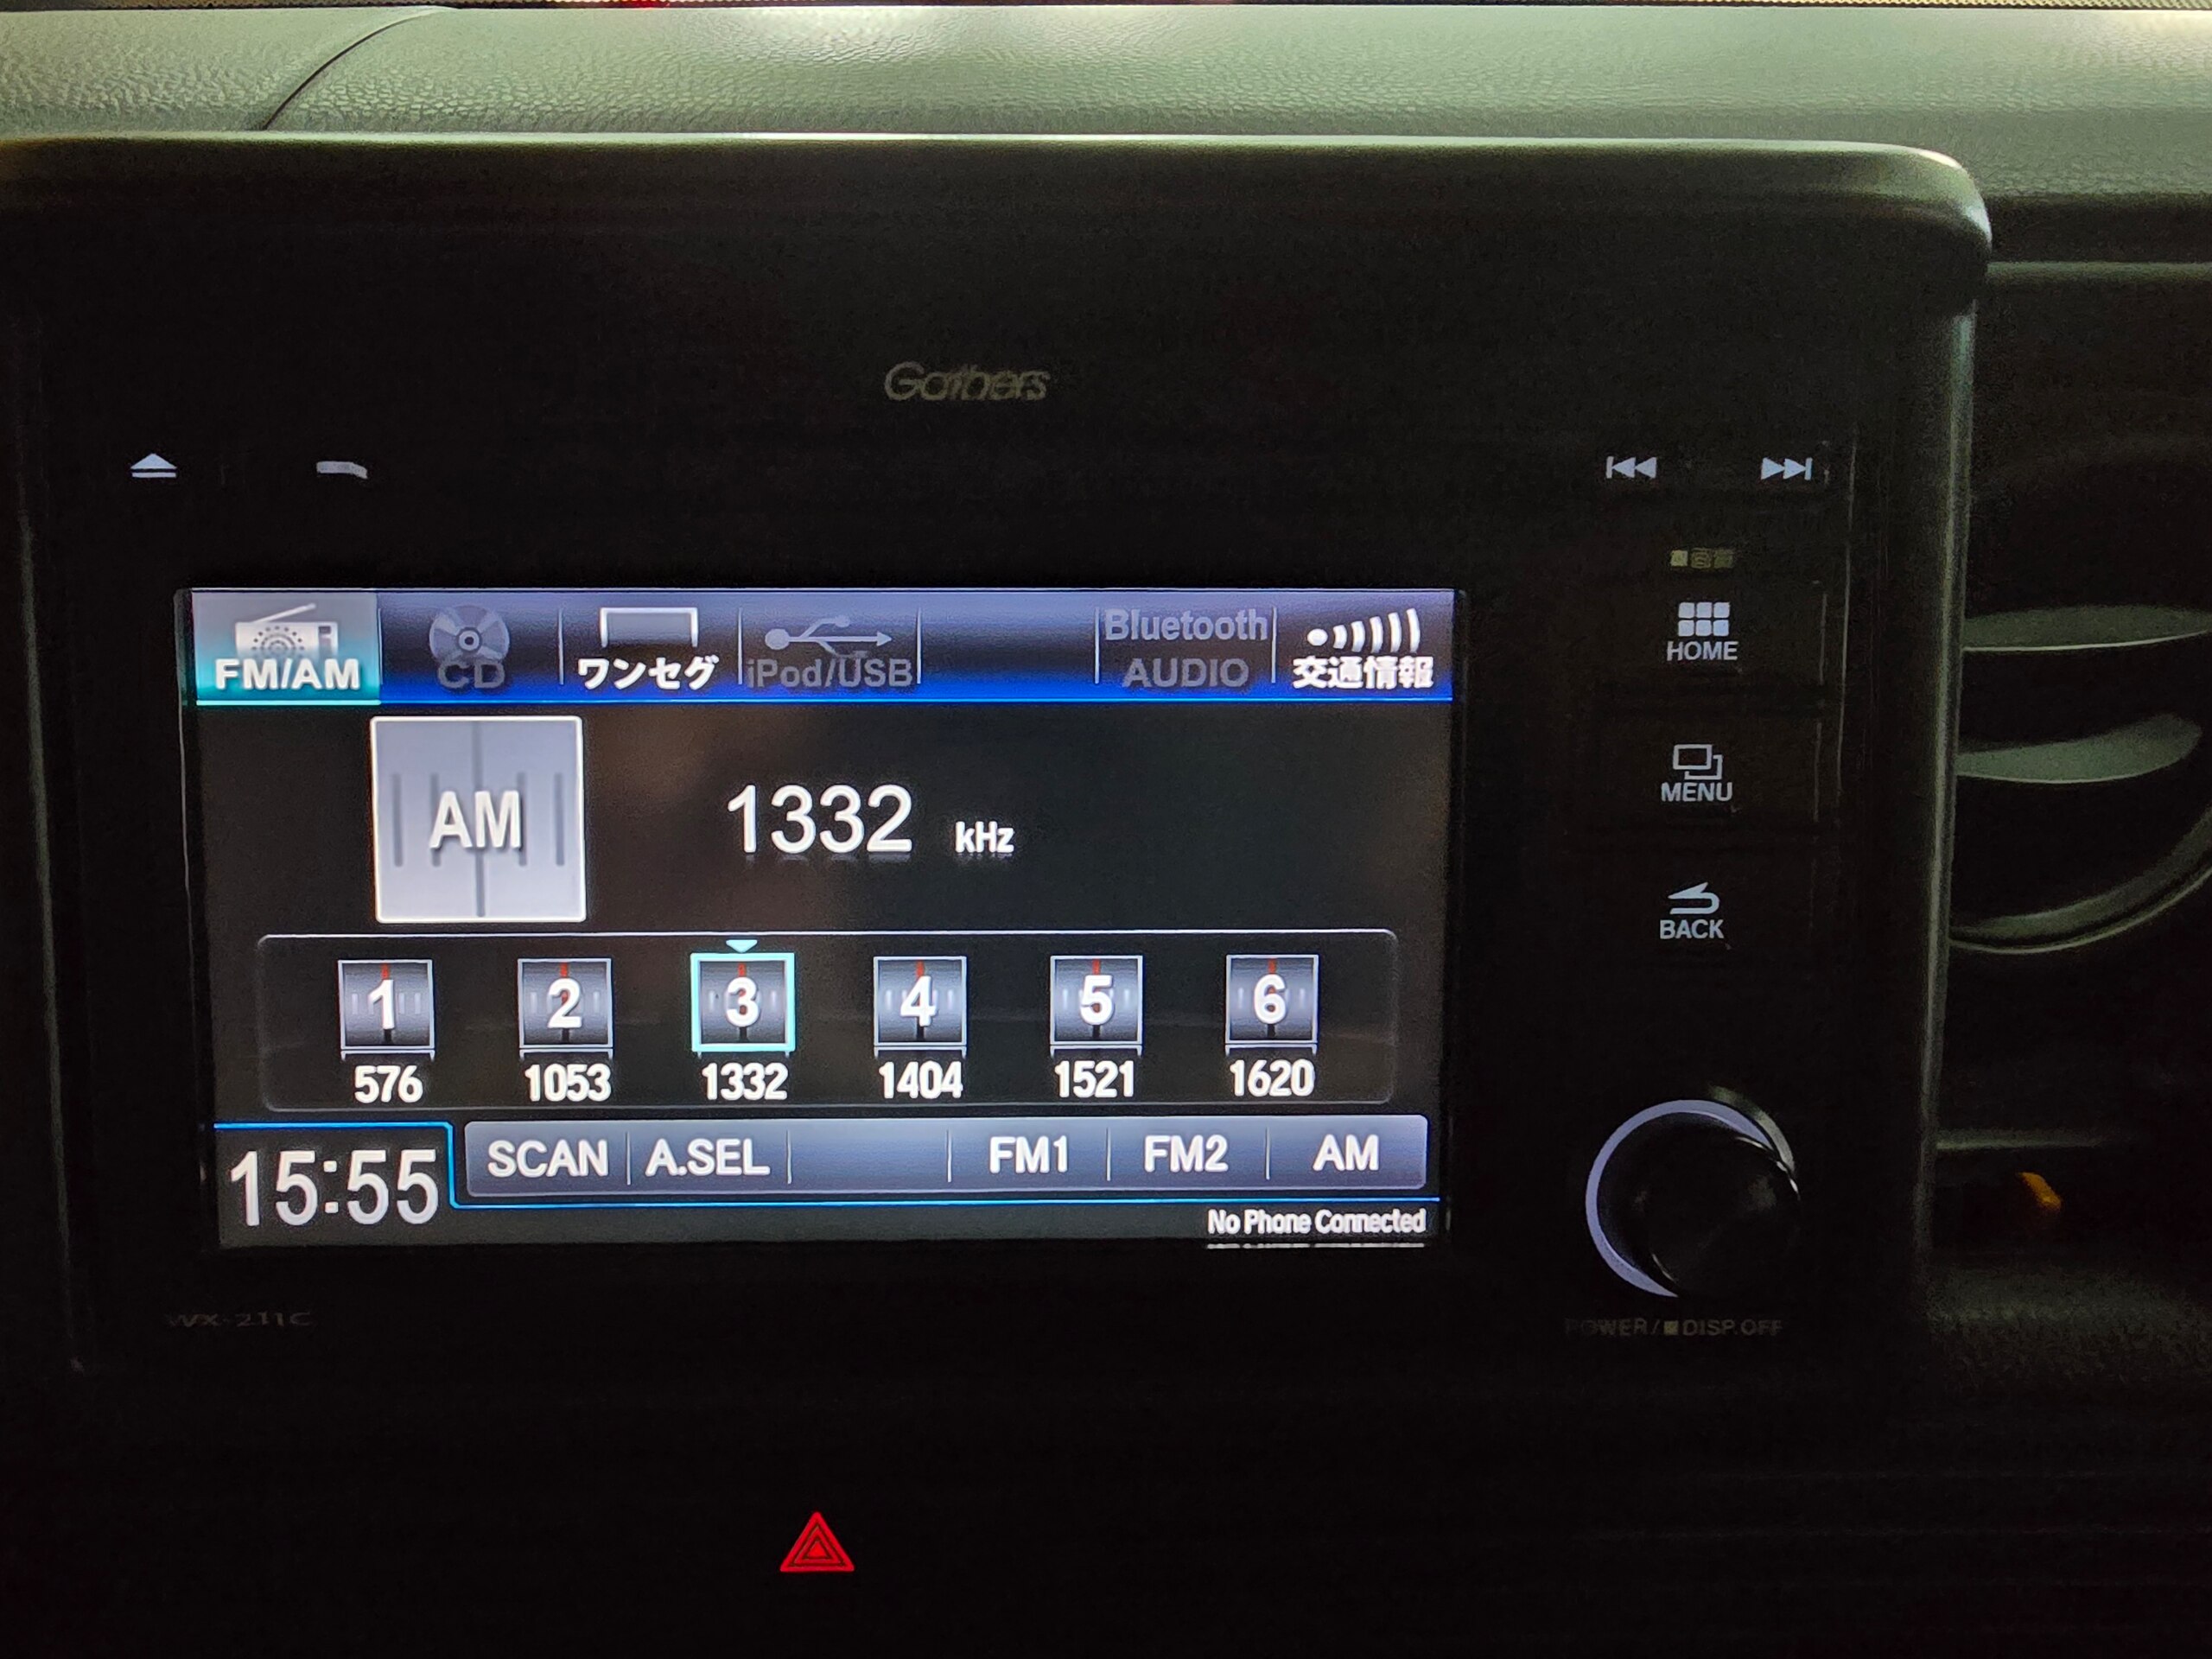 Gathers
FM/AM
CD
ワンセグ
iPod/USB
Bluetooth
AUDIO
交通情報
HOME
AM
1332 kHz
MENU
BACK
1 2 3 4 5 6
576 1053 1332 1404 1521 1620
15:55
SCAN A.SEL FM1 FM2 AM
No Phone Connected
WX-211C
POWER/ DISP.OFF